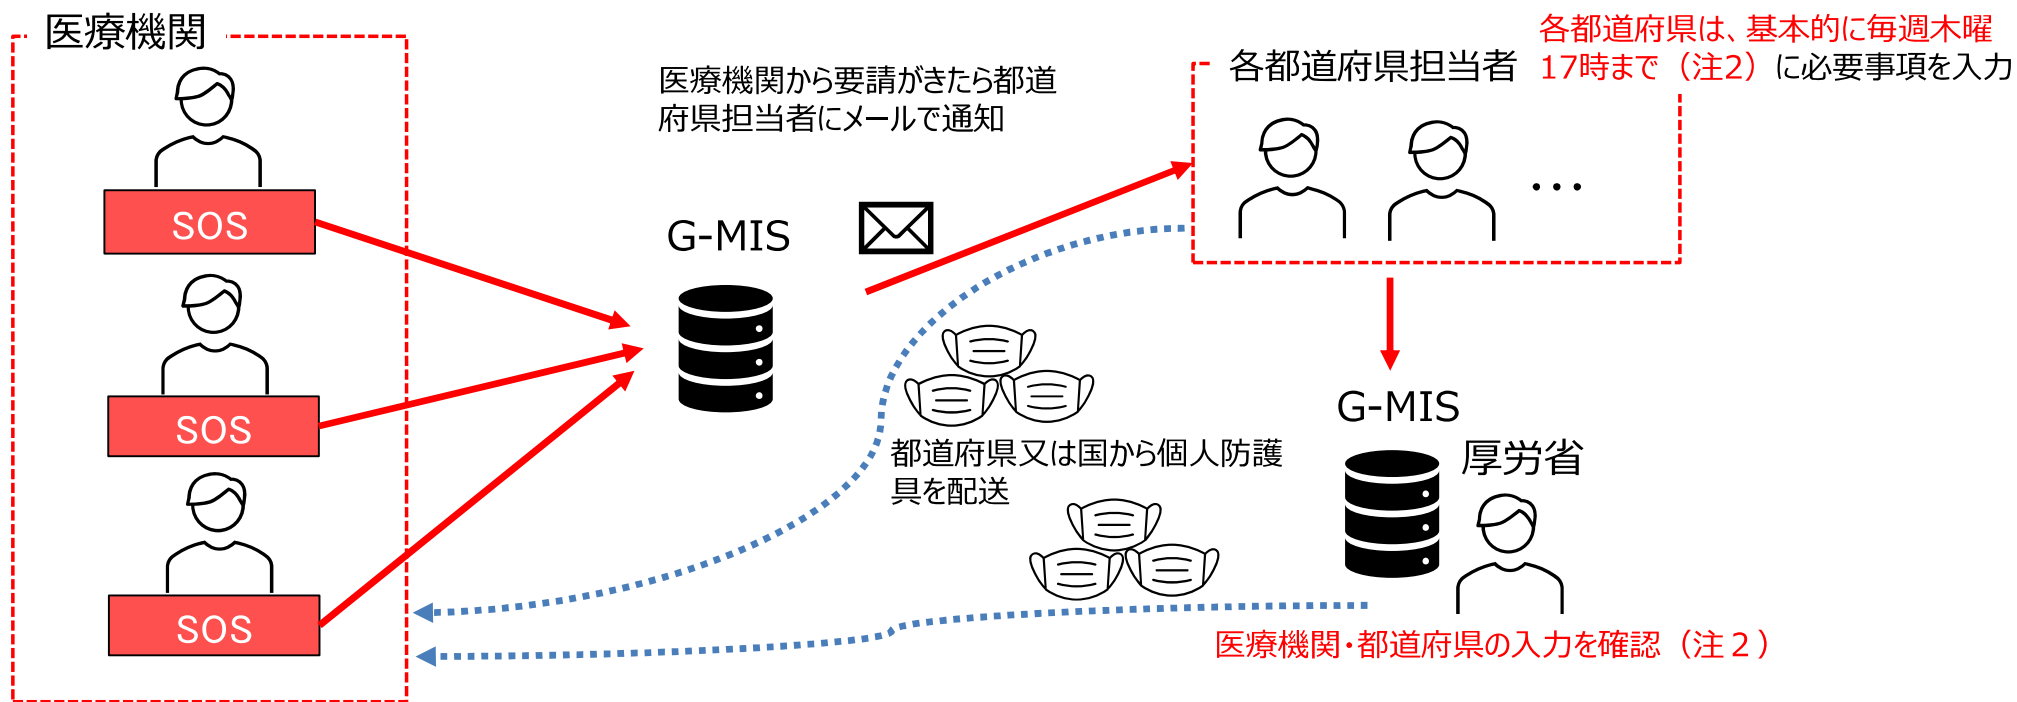 医療機関
SOS
SOS
SOS
医療機関から要請がきたら都道
府県担当者にメールで通知
G-MIS
各都道府県担当者
各都道府県は、基本的に毎週木曜
17時まで（注2）に必要事項を入力
…
都道府県又は国から個人防護
具を配送
G-MIS
厚労省
医療機関・都道府県の入力を確認（注２）